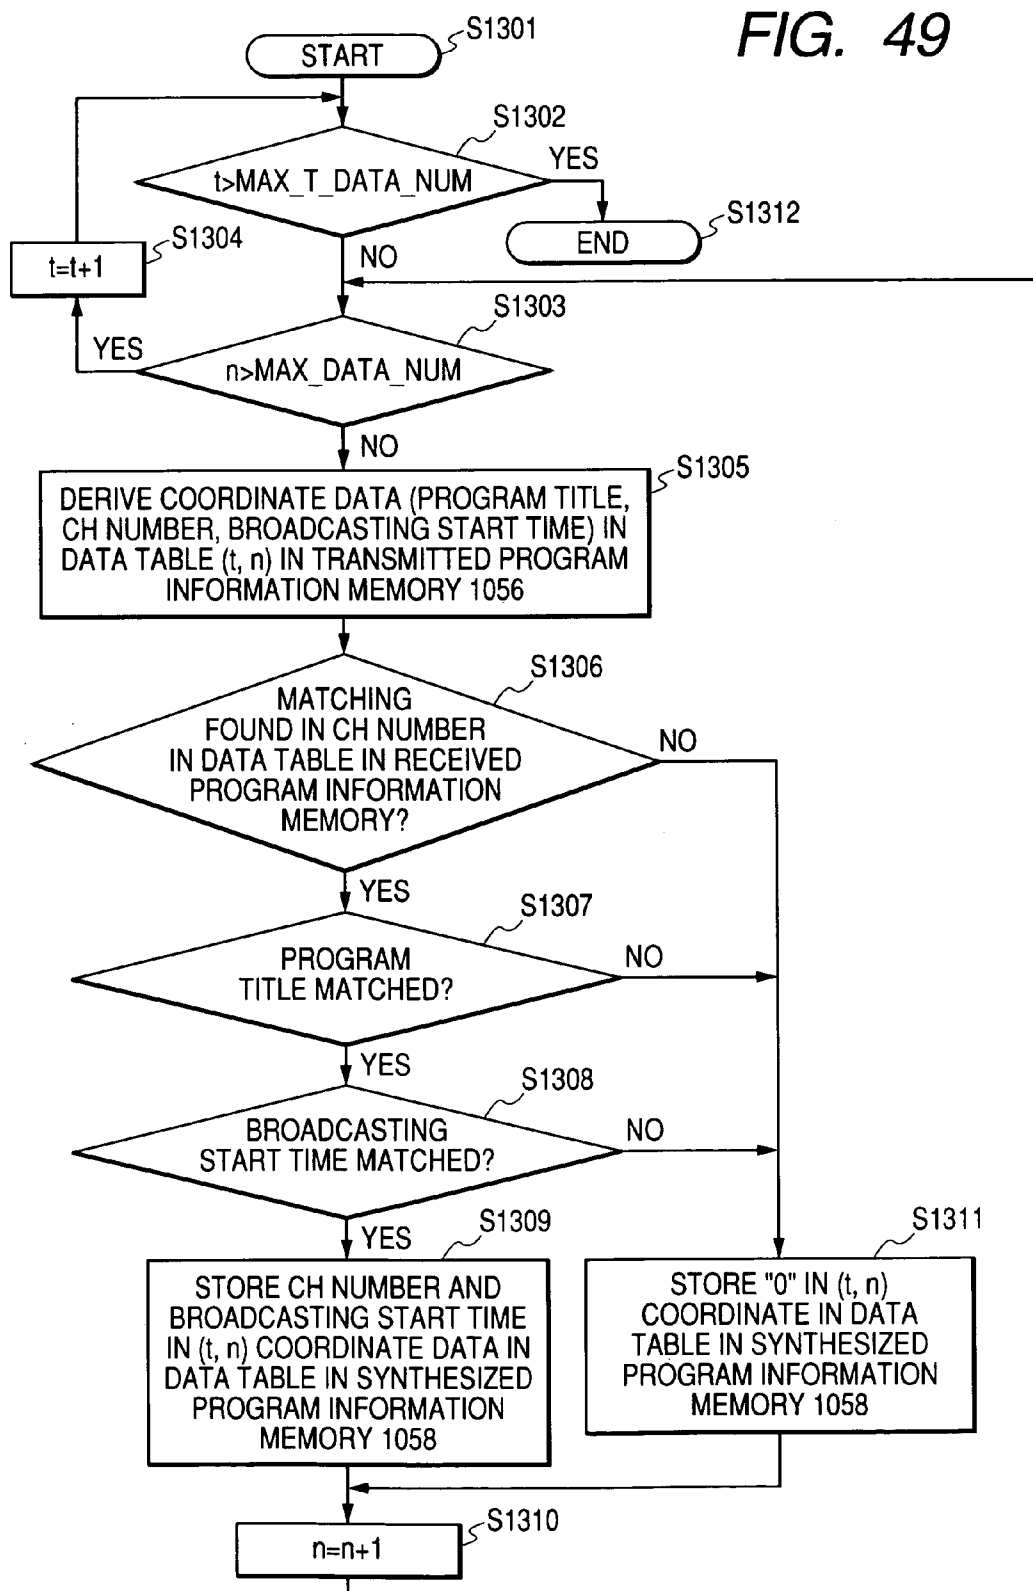 FIG. 49
START
S1301
S1302
t>MAX_T_DATA_NUM
YES
END
S1312
NO
S1304
t=t+1
S1303
YES
n>MAX_DATA_NUM
NO
S1305
DERIVE COORDINATE DATA (PROGRAM TITLE,
CH NUMBER, BROADCASTING START TIME) IN
DATA TABLE (t, n) IN TRANSMITTED PROGRAM
INFORMATION MEMORY 1056
S1306
MATCHING
FOUND IN CH NUMBER
IN DATA TABLE IN RECEIVED
PROGRAM INFORMATION
MEMORY?
NO
YES
S1307
PROGRAM
TITLE MATCHED?
NO
YES
S1308
BROADCASTING
START TIME MATCHED?
NO
YES
S1309
STORE CH NUMBER AND
BROADCASTING START TIME
IN (t, n) COORDINATE DATA IN
DATA TABLE IN SYNTHESIZED
PROGRAM INFORMATION
MEMORY 1058
S1311
STORE "0" IN (t, n)
COORDINATE IN DATA
TABLE IN SYNTHESIZED
PROGRAM INFORMATION
MEMORY 1058
S1310
n=n+1